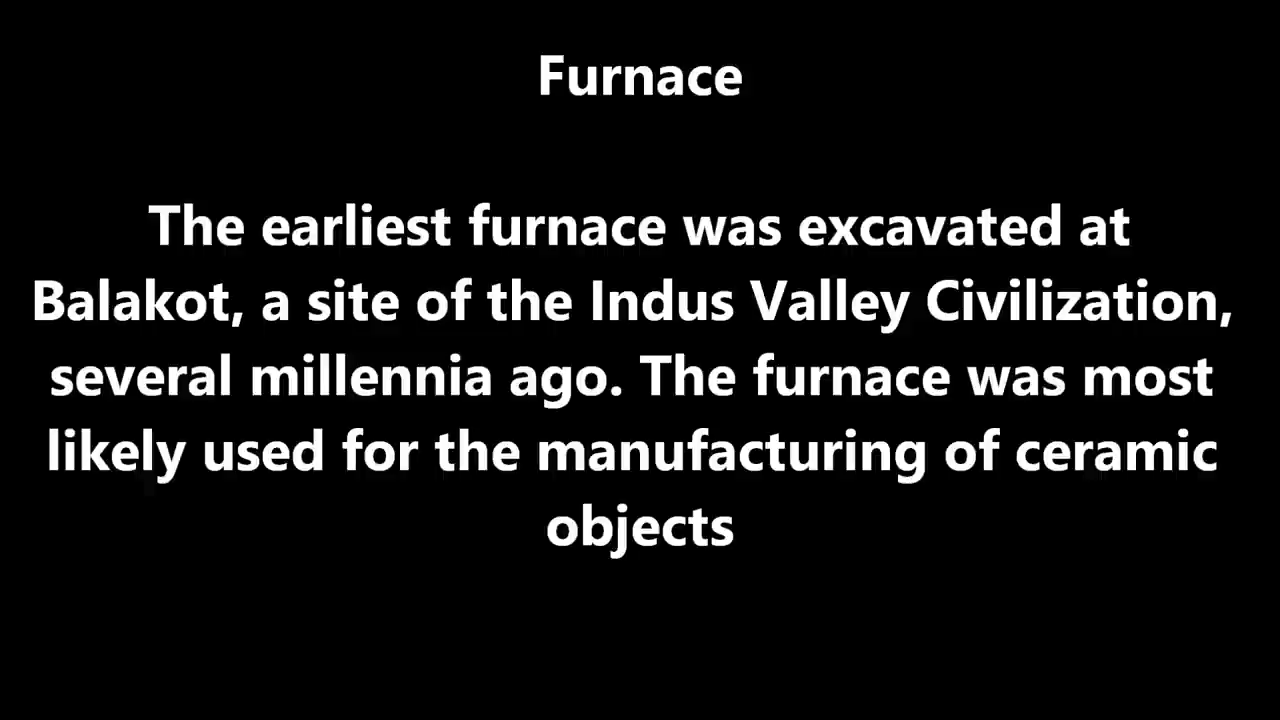 Furnace
The earliest furnace was excavated at
Balakot, a site of the Indus Valley Civilization,
several millennia ago. The furnace was most
likely used for the manufacturing of ceramic
objects